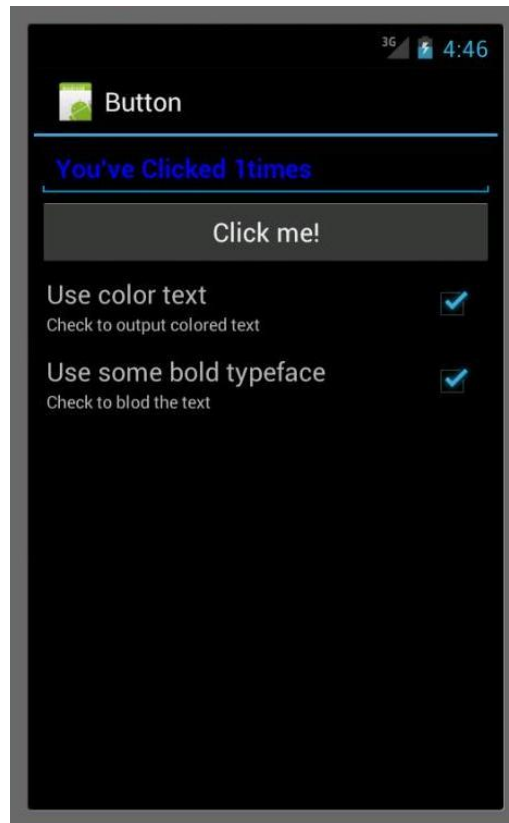 3G 4:46
Button
You've Clicked 1times
Click me!
Use color text
Check to output colored text
Use some bold typeface
Check to blod the text